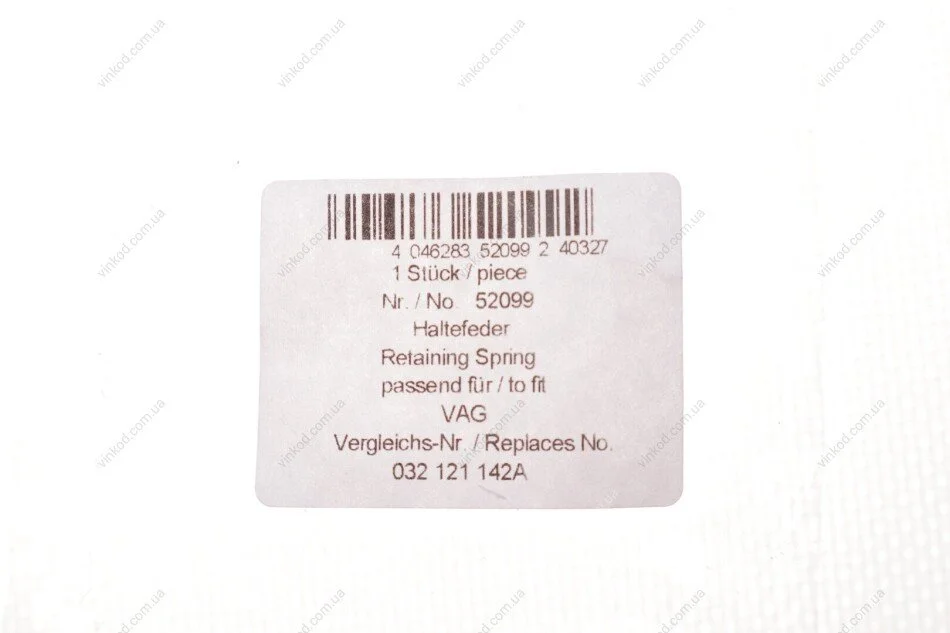 4 046283 52099 2 40327
1 Stück / piece
Nr. / No. 52099
Haltefeder
Retaining Spring
passend für / to fit
VAG
Vergleichs-Nr. / Replaces No.
032 121 142A
vinkod.com.ua